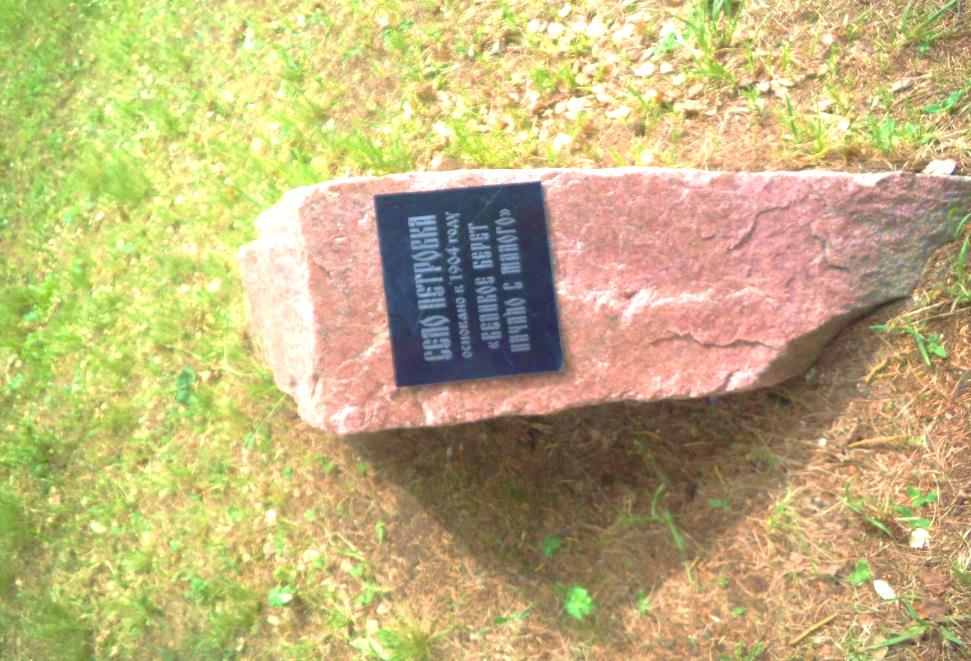 СЕЛО ПЕТРОВКА
ОСНОВАНО В 1904 ГОДУ
«ВЕЛИКОЕ БЕРЕТ
НАЧАЛО С МАЛОГО»